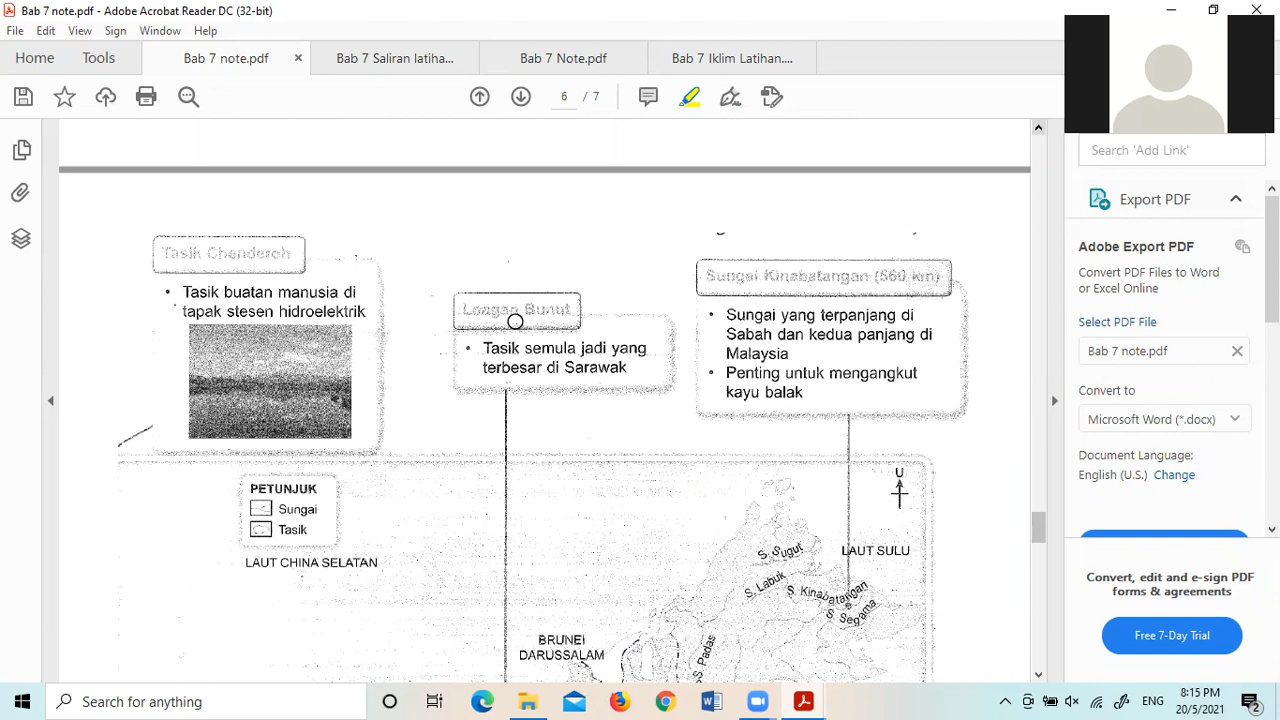 Bab 7 note.pdf - Adobe Acrobat Reader DC (32-bit)
File Edit View Sign Window Help
Home Tools Bab 7 note.pdf Bab 7 Saliran latiha... Bab 7 Note.pdf Bab 7 Iklim Latihan....
6 / 7
Search 'Add Link'
Export PDF
Adobe Export PDF
Convert PDF Files to Word
or Excel Online
Select PDF File
Bab 7 note.pdf
Convert to
Microsoft Word (*.docx)
Document Language:
English (U.S.) Change
Convert, edit and e-sign PDF
forms & agreements
Free 7-Day Trial
Tasik Chenderoh
• Tasik buatan manusia di
tapak stesen hidroelektrik
Loagan Bunut
• Tasik semula jadi yang
terbesar di Sarawak
Sungai Kinabatangan (560 km)
• Sungai yang terpanjang di
Sabah dan kedua panjang di
Malaysia
• Penting untuk mengangkut
kayu balak
PETUNJUK
Sungai
Tasik
LAUT CHINA SELATAN
U
LAUT SULU
S. Sugut
S. Labuk
S. Kinabatangan
S. Segama
S. Padas
BRUNEI
DARUSSALAM
Search for anything
ENG
8:15 PM
20/5/2021
2